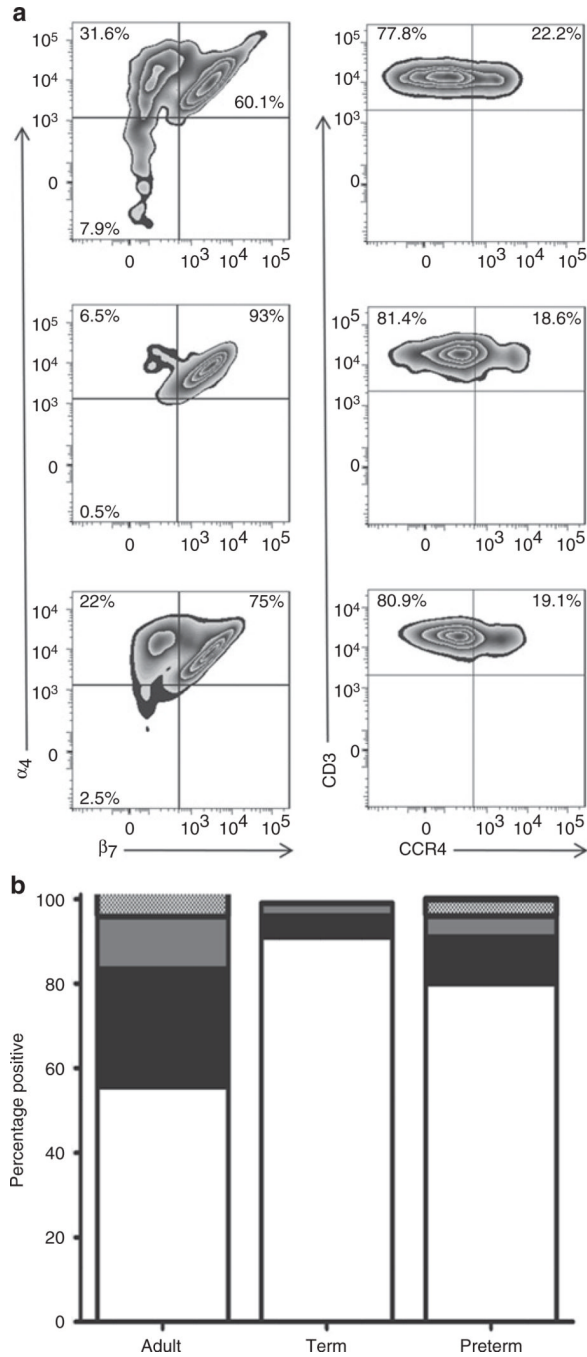 a
31.6%
60.1%
7.9%
10⁵
10⁴
10³
0
0 10³ 10⁴ 10⁵
77.8% 22.2%
10⁵
10⁴
10³
0
0 10³ 10⁴ 10⁵
6.5% 93%
0.5%
10⁵
10⁴
10³
0
0 10³ 10⁴ 10⁵
81.4% 18.6%
10⁵
10⁴
10³
0
0 10³ 10⁴ 10⁵
22% 75%
2.5%
10⁴
10⁴
10³
0
0 10³ 10⁴ 10⁵
80.9% 19.1%
10⁴
10⁴
10³
0
0 10³ 10⁴ 10⁵
α₄
β₇
CD3
CCR4
b
Percentage positive
100
80
60
40
20
0
Adult Term Preterm